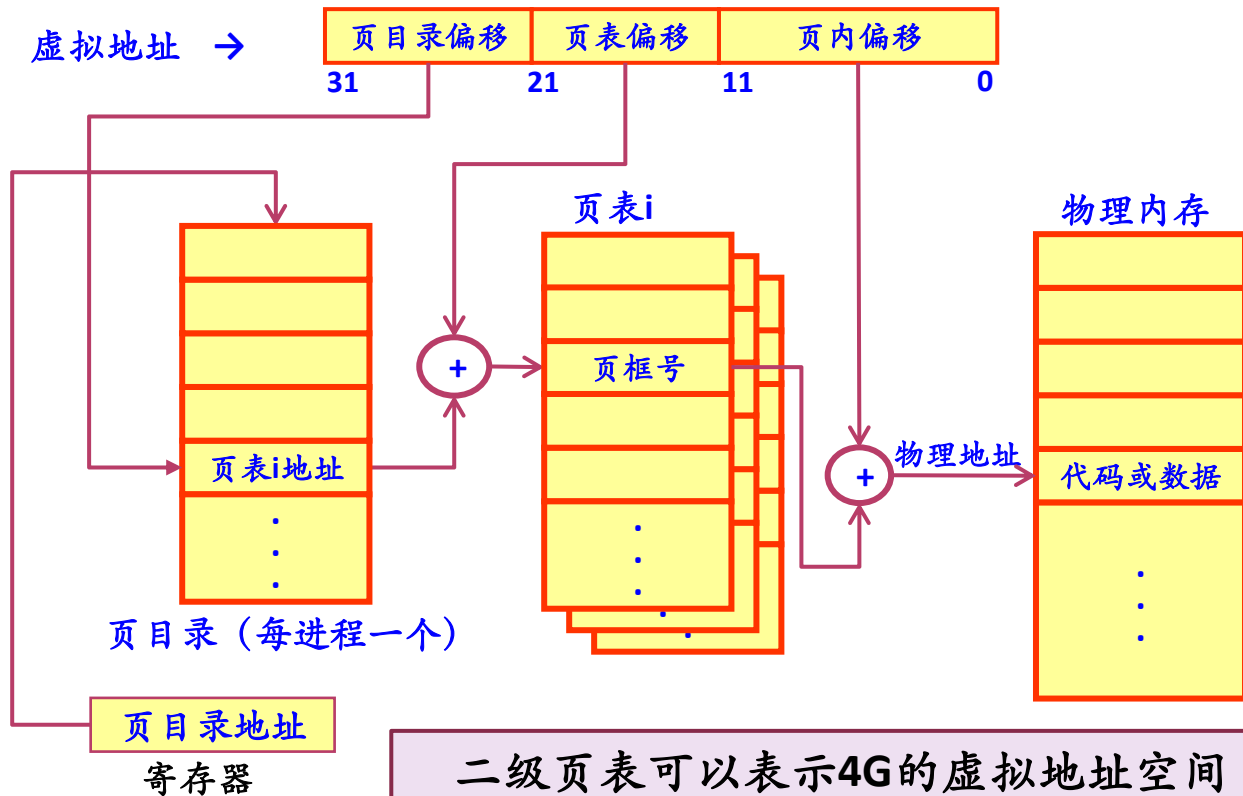 虚拟地址 → 页目录偏移 页表偏移 页内偏移
31 21 11 0
页表i
物理内存
+ 页框号
页表i地址
+ 物理地址 代码或数据
页目录（每进程一个）
页目录地址
寄存器
二级页表可以表示4G的虚拟地址空间